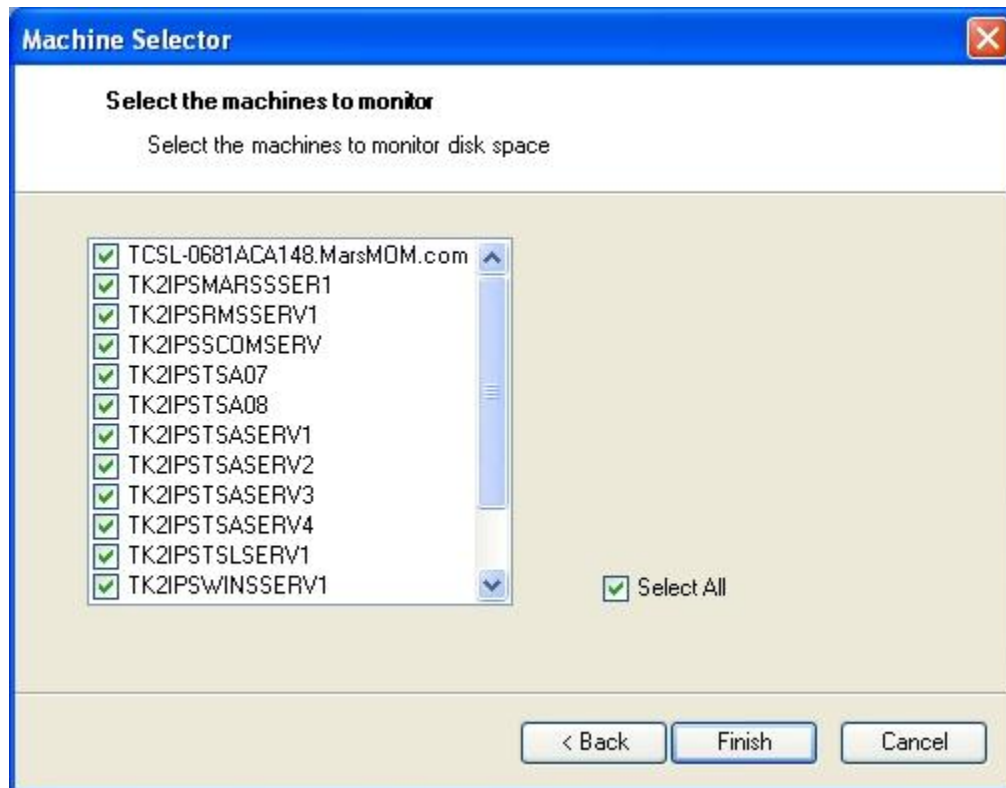 Machine Selector
Select the machines to monitor
Select the machines to monitor disk space
TCSL-0681ACA148.MarsMOM.com
TK2IPSMARSSSER1
TK2IPSRMSSERV1
TK2IPSSCOMSERV
TK2IPSTSA07
TK2IPSTSA08
TK2IPSTSASERV1
TK2IPSTSASERV2
TK2IPSTSASERV3
TK2IPSTSASERV4
TK2IPSTSLSERV1
TK2IPSWINSSERV1
Select All
< Back Finish Cancel